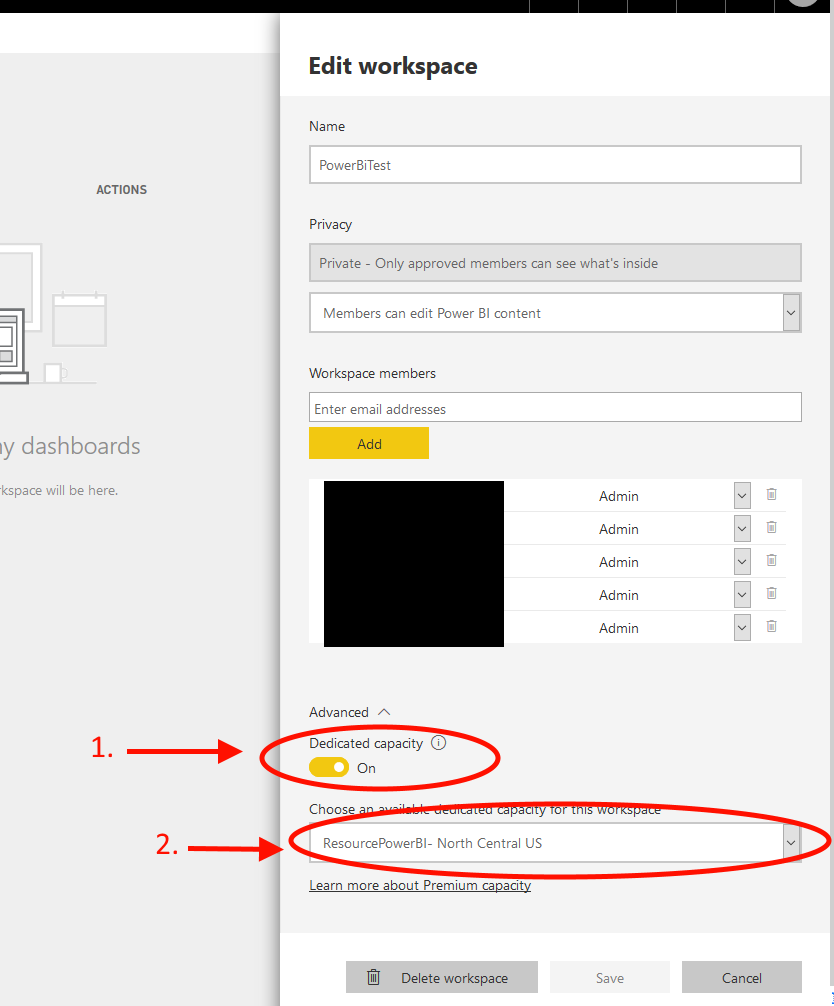 Edit workspace
Name
PowerBiTest
ACTIONS
Privacy
Private - Only approved members can see what's inside
Members can edit Power BI content
Workspace members
Enter email addresses
Add
y dashboards
kspace will be here.
Admin
Admin
Admin
Admin
Admin
Advanced
1.
Dedicated capacity
On
Choose an available dedicated capacity for this workspace
2.
ResourcePowerBI- North Central US
Learn more about Premium capacity
Delete workspace
Save
Cancel